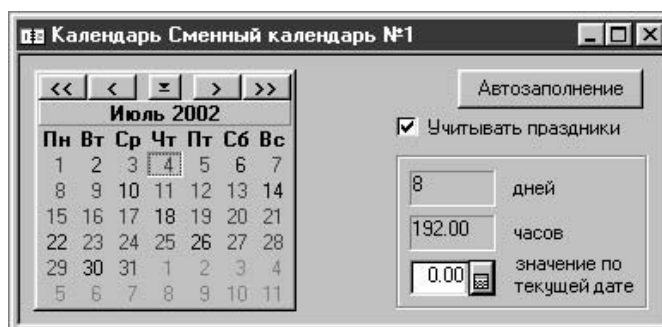 Календарь Сменный календарь №1
<< < > >>
Июль 2002
Пн Вт Ср Чт Пт Сб Вс
1 2 3 4 5 6 7
8 9 10 11 12 13 14
15 16 17 18 19 20 21
22 23 24 25 26 27 28
29 30 31 1 2 3 4
5 6 7 8 9 10 11
Автозаполнение
Учитывать праздники
8 дней
192.00 часов
0.00 значение по
текущей дате